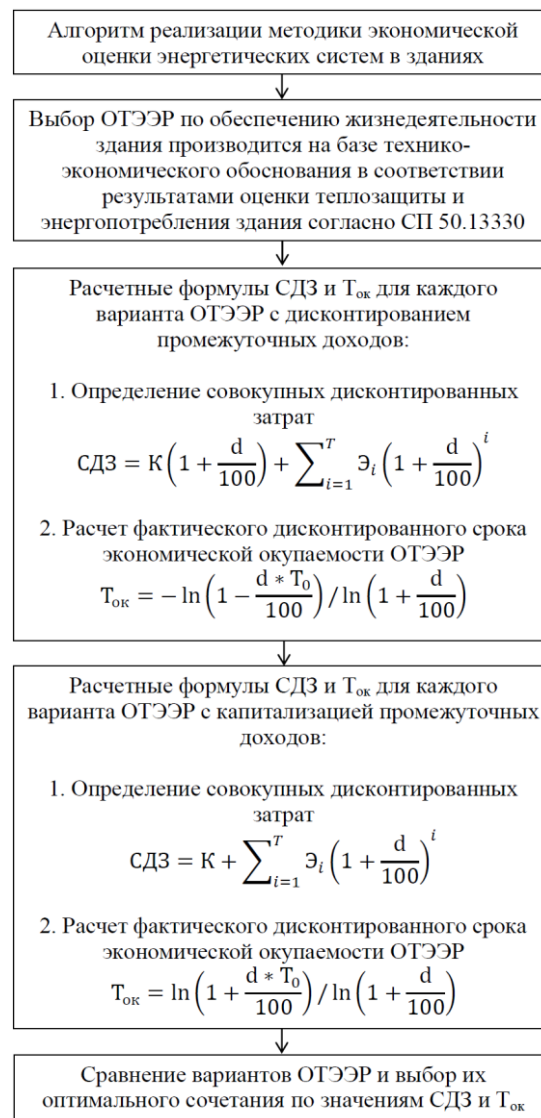 Алгоритм реализации методики экономической
оценки энергетических систем в зданиях
Выбор ОТЭЭР по обеспечению жизнедеятельности
здания производится на базе технико-
экономического обоснования в соответствии
результатами оценки теплозащиты и
энергопотребления здания согласно СП 50.13330
Расчетные формулы СДЗ и Tок для каждого
варианта ОТЭЭР с дисконтированием
промежуточных доходов:
1. Определение совокупных дисконтированных
затрат
СДЗ = К(1 + d/100) + ∑_{i=1}^{T} Э_i (1 + d/100)^i
2. Расчет фактического дисконтированного срока
экономической окупаемости ОТЭЭР
T_ок = − ln(1 − d * T_0/100) / ln(1 + d/100)
Расчетные формулы СДЗ и Tок для каждого
варианта ОТЭЭР с капитализацией промежуточных
доходов:
1. Определение совокупных дисконтированных
затрат
СДЗ = К + ∑_{i=1}^{T} Э_i (1 + d/100)^i
2. Расчет фактического дисконтированного срока
экономической окупаемости ОТЭЭР
T_ок = ln(1 + d * T_0/100) / ln(1 + d/100)
Сравнение вариантов ОТЭЭР и выбор их
оптимального сочетания по значениям СДЗ и Tок